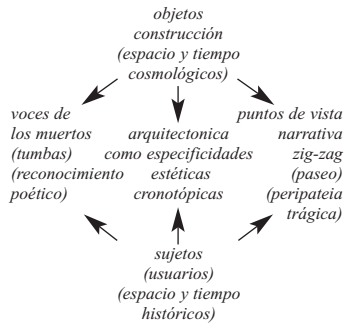 objetos
construcción
(espacio y tiempo
cosmológicos)
voces de
los muertos
(tumbas)
(reconocimiento
poético)
arquitectonica
como especificidades
estéticas
cronotópicas
puntos de vista
narrativa
zig-zag
(paseo)
(peripateia
trágica)
sujetos
(usuarios)
(espacio y tiempo
históricos)